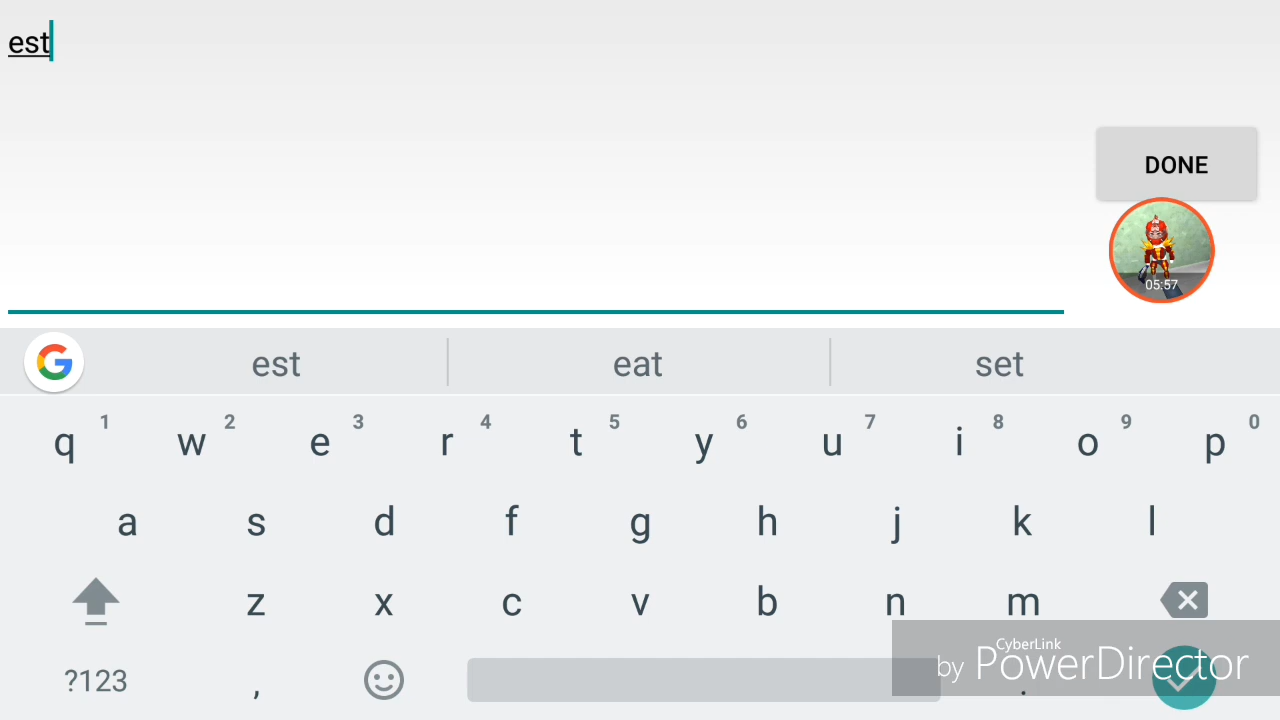 est
DONE
05:57
est eat set
q 1 w 2 e 3 r 4 t 5 y 6 u 7 i 8 o 9 p 0
a s d f g h j k l
z x c v b n m
?123 , .
CyberLink
by PowerDirector